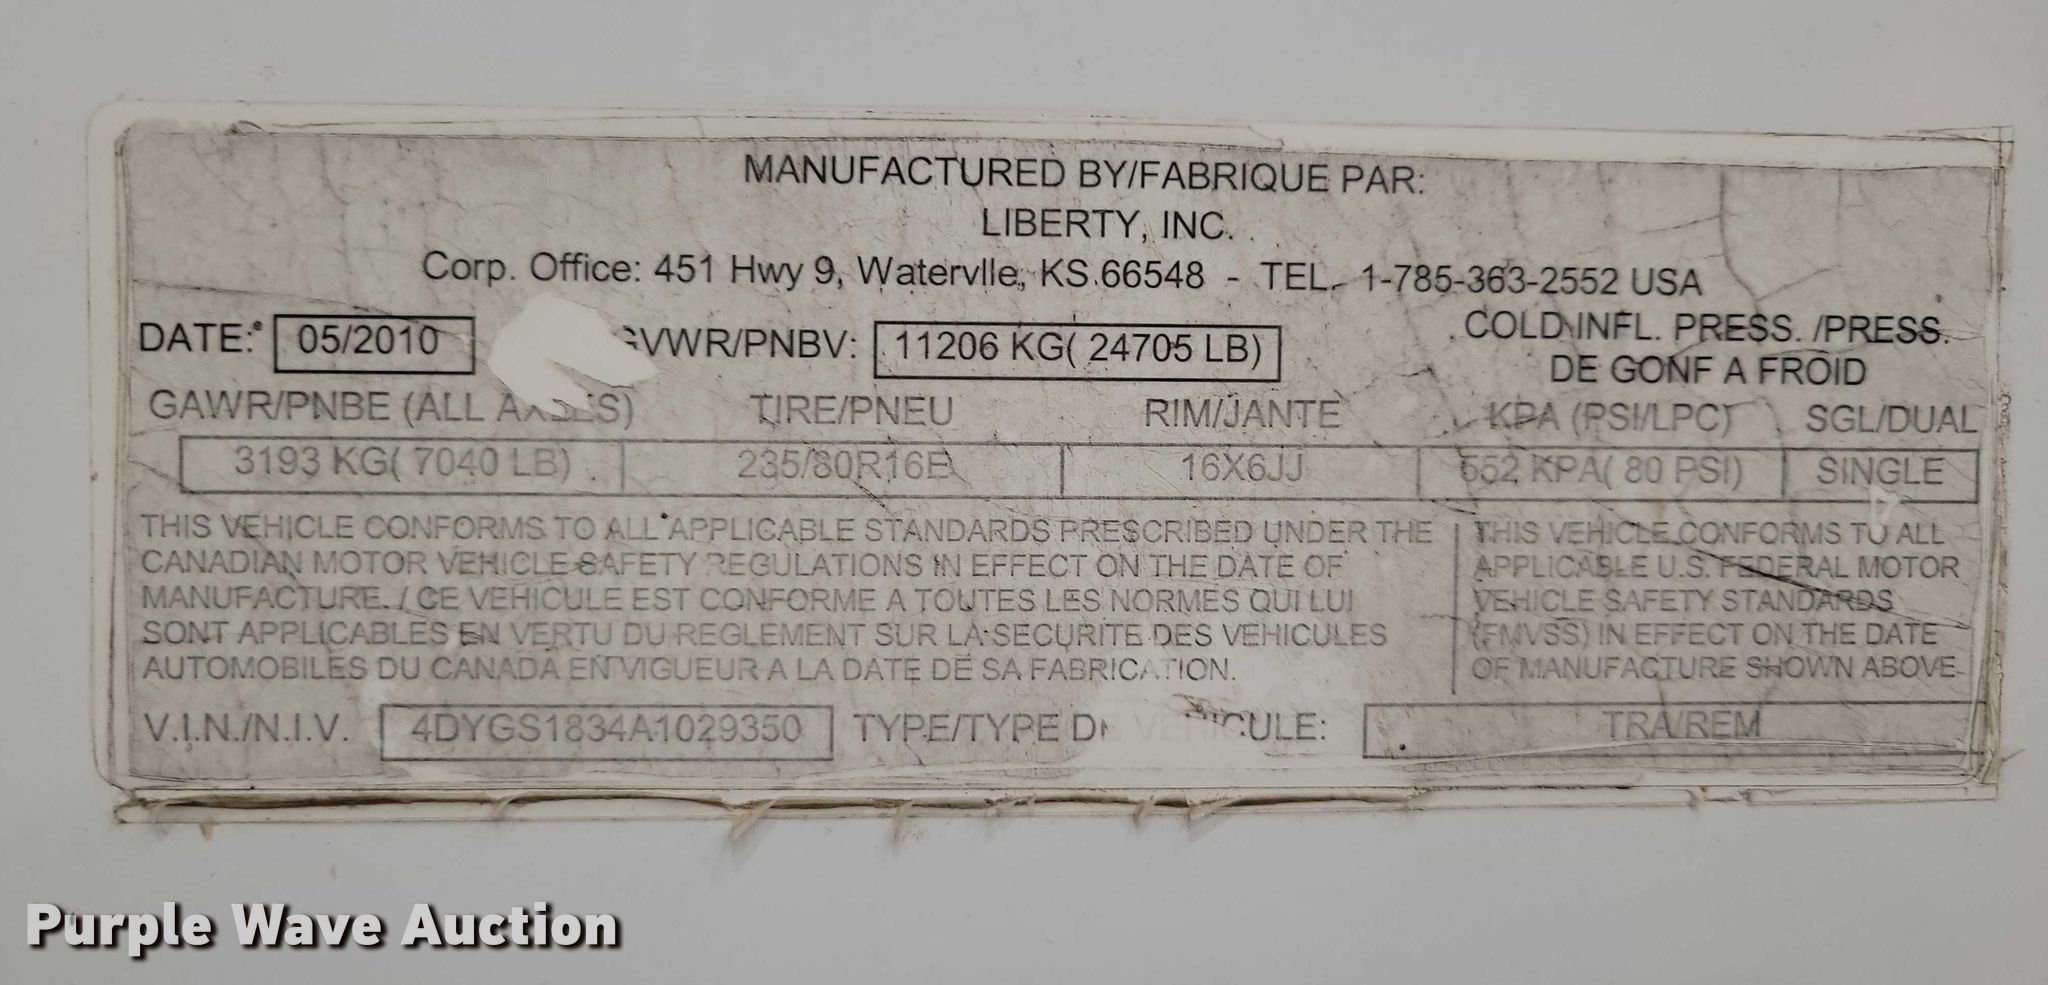 MANUFACTURED BY/FABRIQUE PAR:
LIBERTY, INC.
Corp. Office: 451 Hwy 9, Watervlle, KS 66548 - TEL. 1-785-363-2552 USA
DATE: 05/2010 GVWR/PNBV: 11206 KG( 24705 LB) COLD INFL. PRESS. /PRESS.
DE GONF A FROID
GAWR/PNBE (ALL AXLES) TIRE/PNEU RIM/JANTE KPA (PSI/LPC) SGL/DUAL
3193 KG( 7040 LB) 235/80R16E 16X6JJ 552 KPA( 80 PSI) SINGLE
THIS VEHICLE CONFORMS TO ALL APPLICABLE STANDARDS PRESCRIBED UNDER THE
CANADIAN MOTOR VEHICLE SAFETY REGULATIONS IN EFFECT ON THE DATE OF
MANUFACTURE. / CE VEHICULE EST CONFORME A TOUTES LES NORMES QUI LUI
SONT APPLICABLES EN VERTU DU REGLEMENT SUR LA SECURITE DES VEHICULES
AUTOMOBILES DU CANADA EN VIGUEUR A LA DATE DE SA FABRICATION.
THIS VEHICLE CONFORMS TO ALL
APPLICABLE U.S. FEDERAL MOTOR
VEHICLE SAFETY STANDARDS
(FMVSS) IN EFFECT ON THE DATE
OF MANUFACTURE SHOWN ABOVE
V.I.N./N.I.V. 4DYGS1834A1029350 TYPE/TYPE DE VEHICULE: TRA/REM
Purple Wave Auction